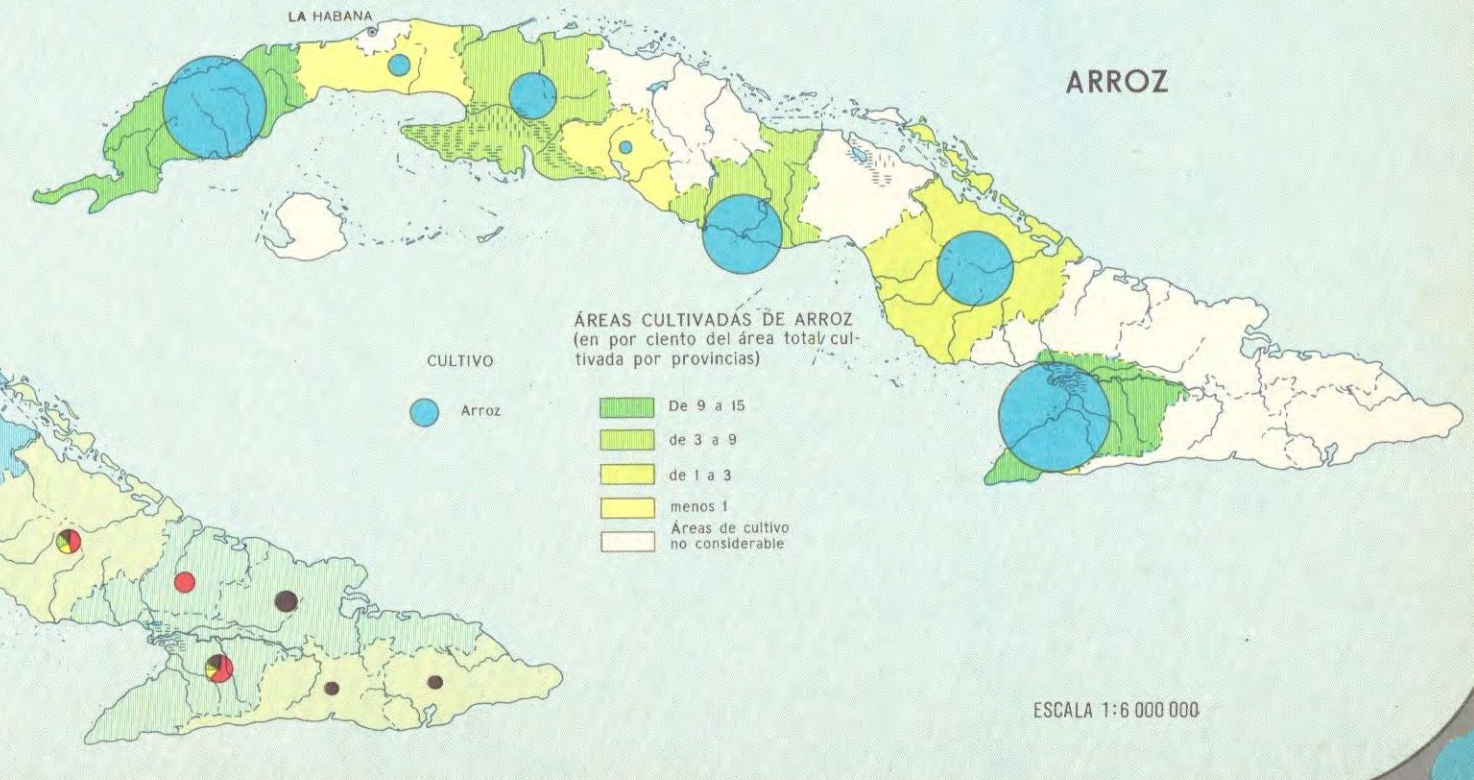 LA HABANA
ARROZ
ÁREAS CULTIVADAS DE ARROZ
(en por ciento del área total cul-
tivada por provincias)
CULTIVO
Arroz
De 9 a 15
de 3 a 9
de 1 a 3
menos 1
Áreas de cultivo
no considerable
ESCALA 1:6 000 000